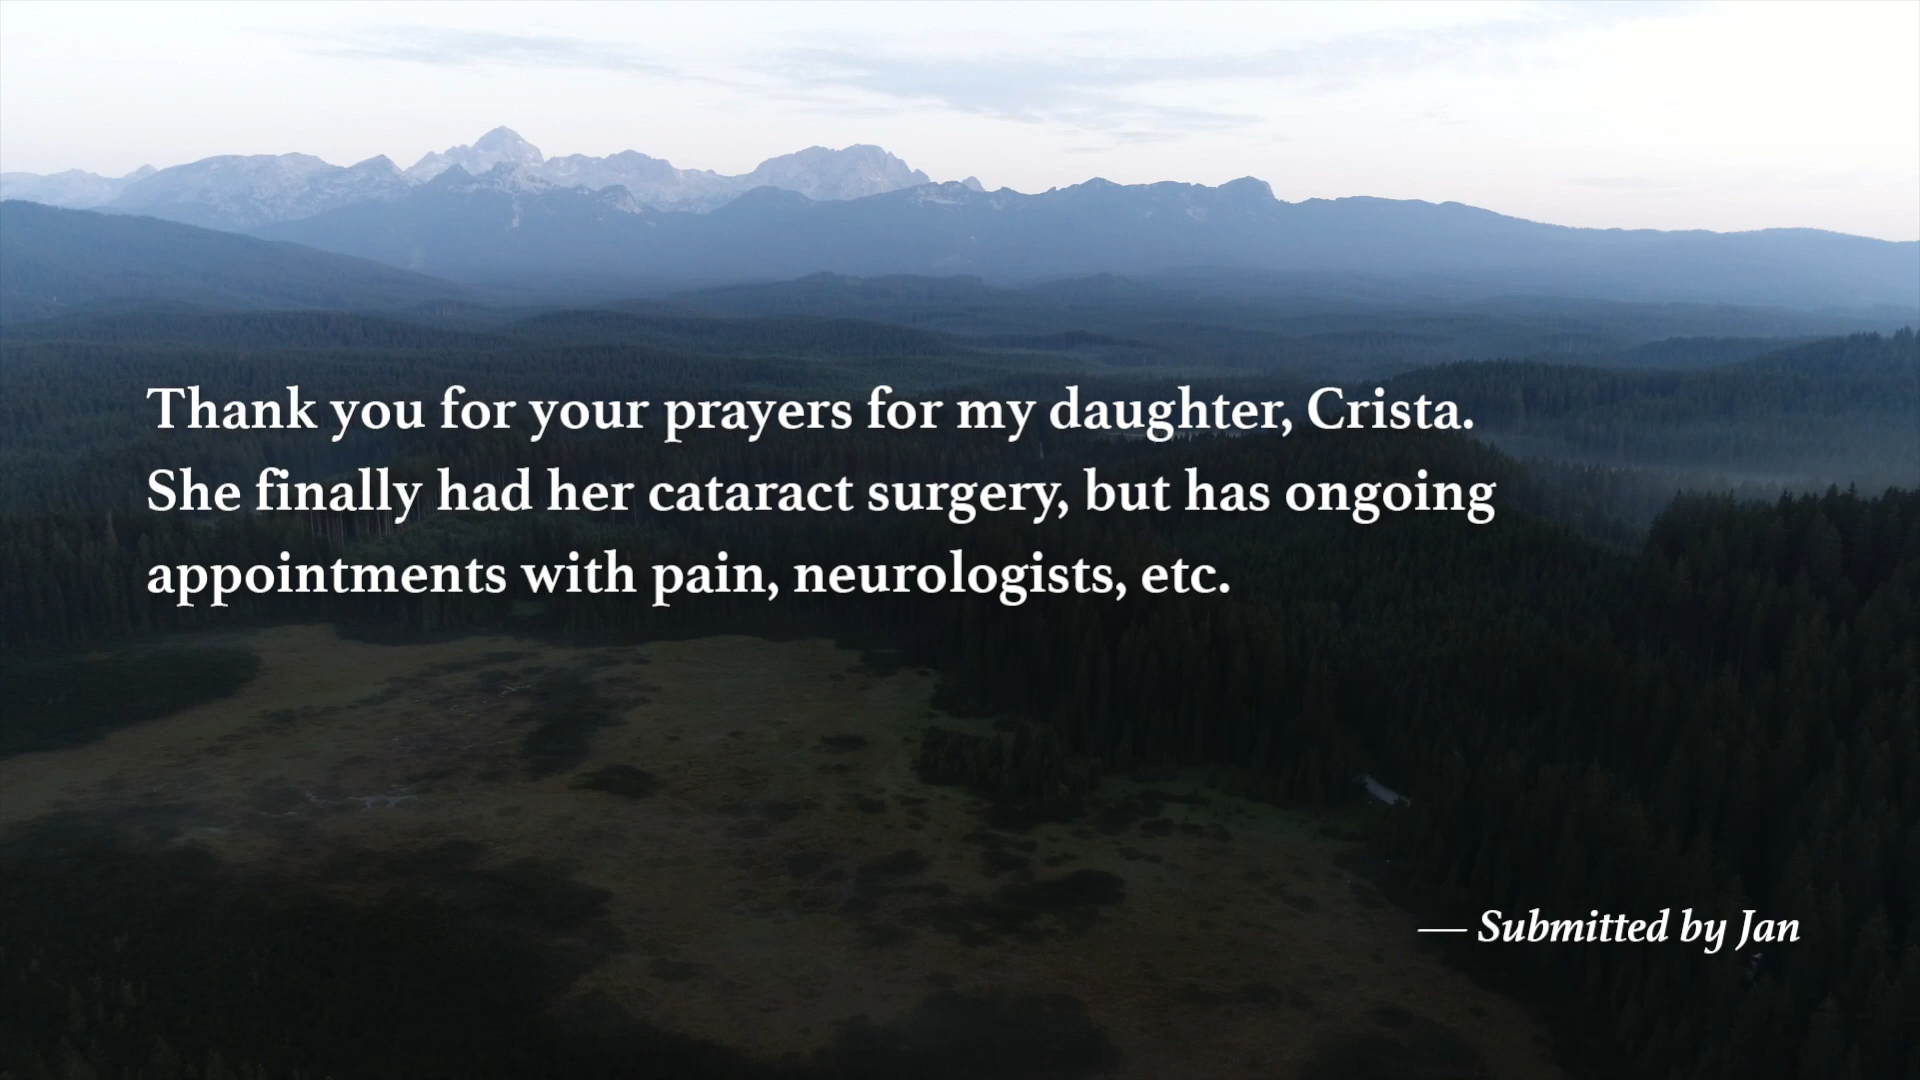 Thank you for your prayers for my daughter, Crista.
She finally had her cataract surgery, but has ongoing
appointments with pain, neurologists, etc.
— Submitted by Jan